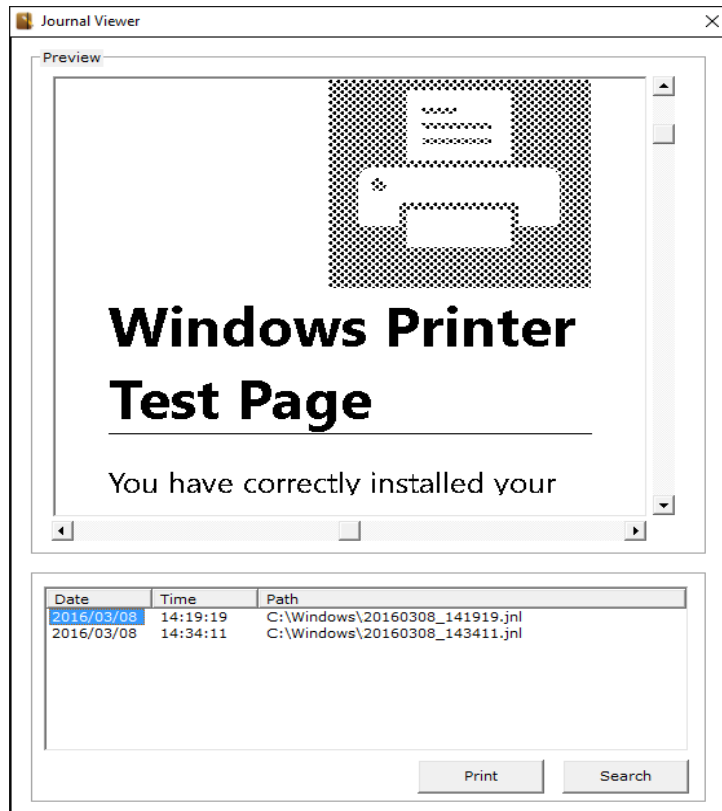 Journal Viewer
Preview
Windows Printer
Test Page
You have correctly installed your
Date Time Path
2016/03/08 14:19:19 C:\Windows\20160308_141919.jnl
2016/03/08 14:34:11 C:\Windows\20160308_143411.jnl
Print Search